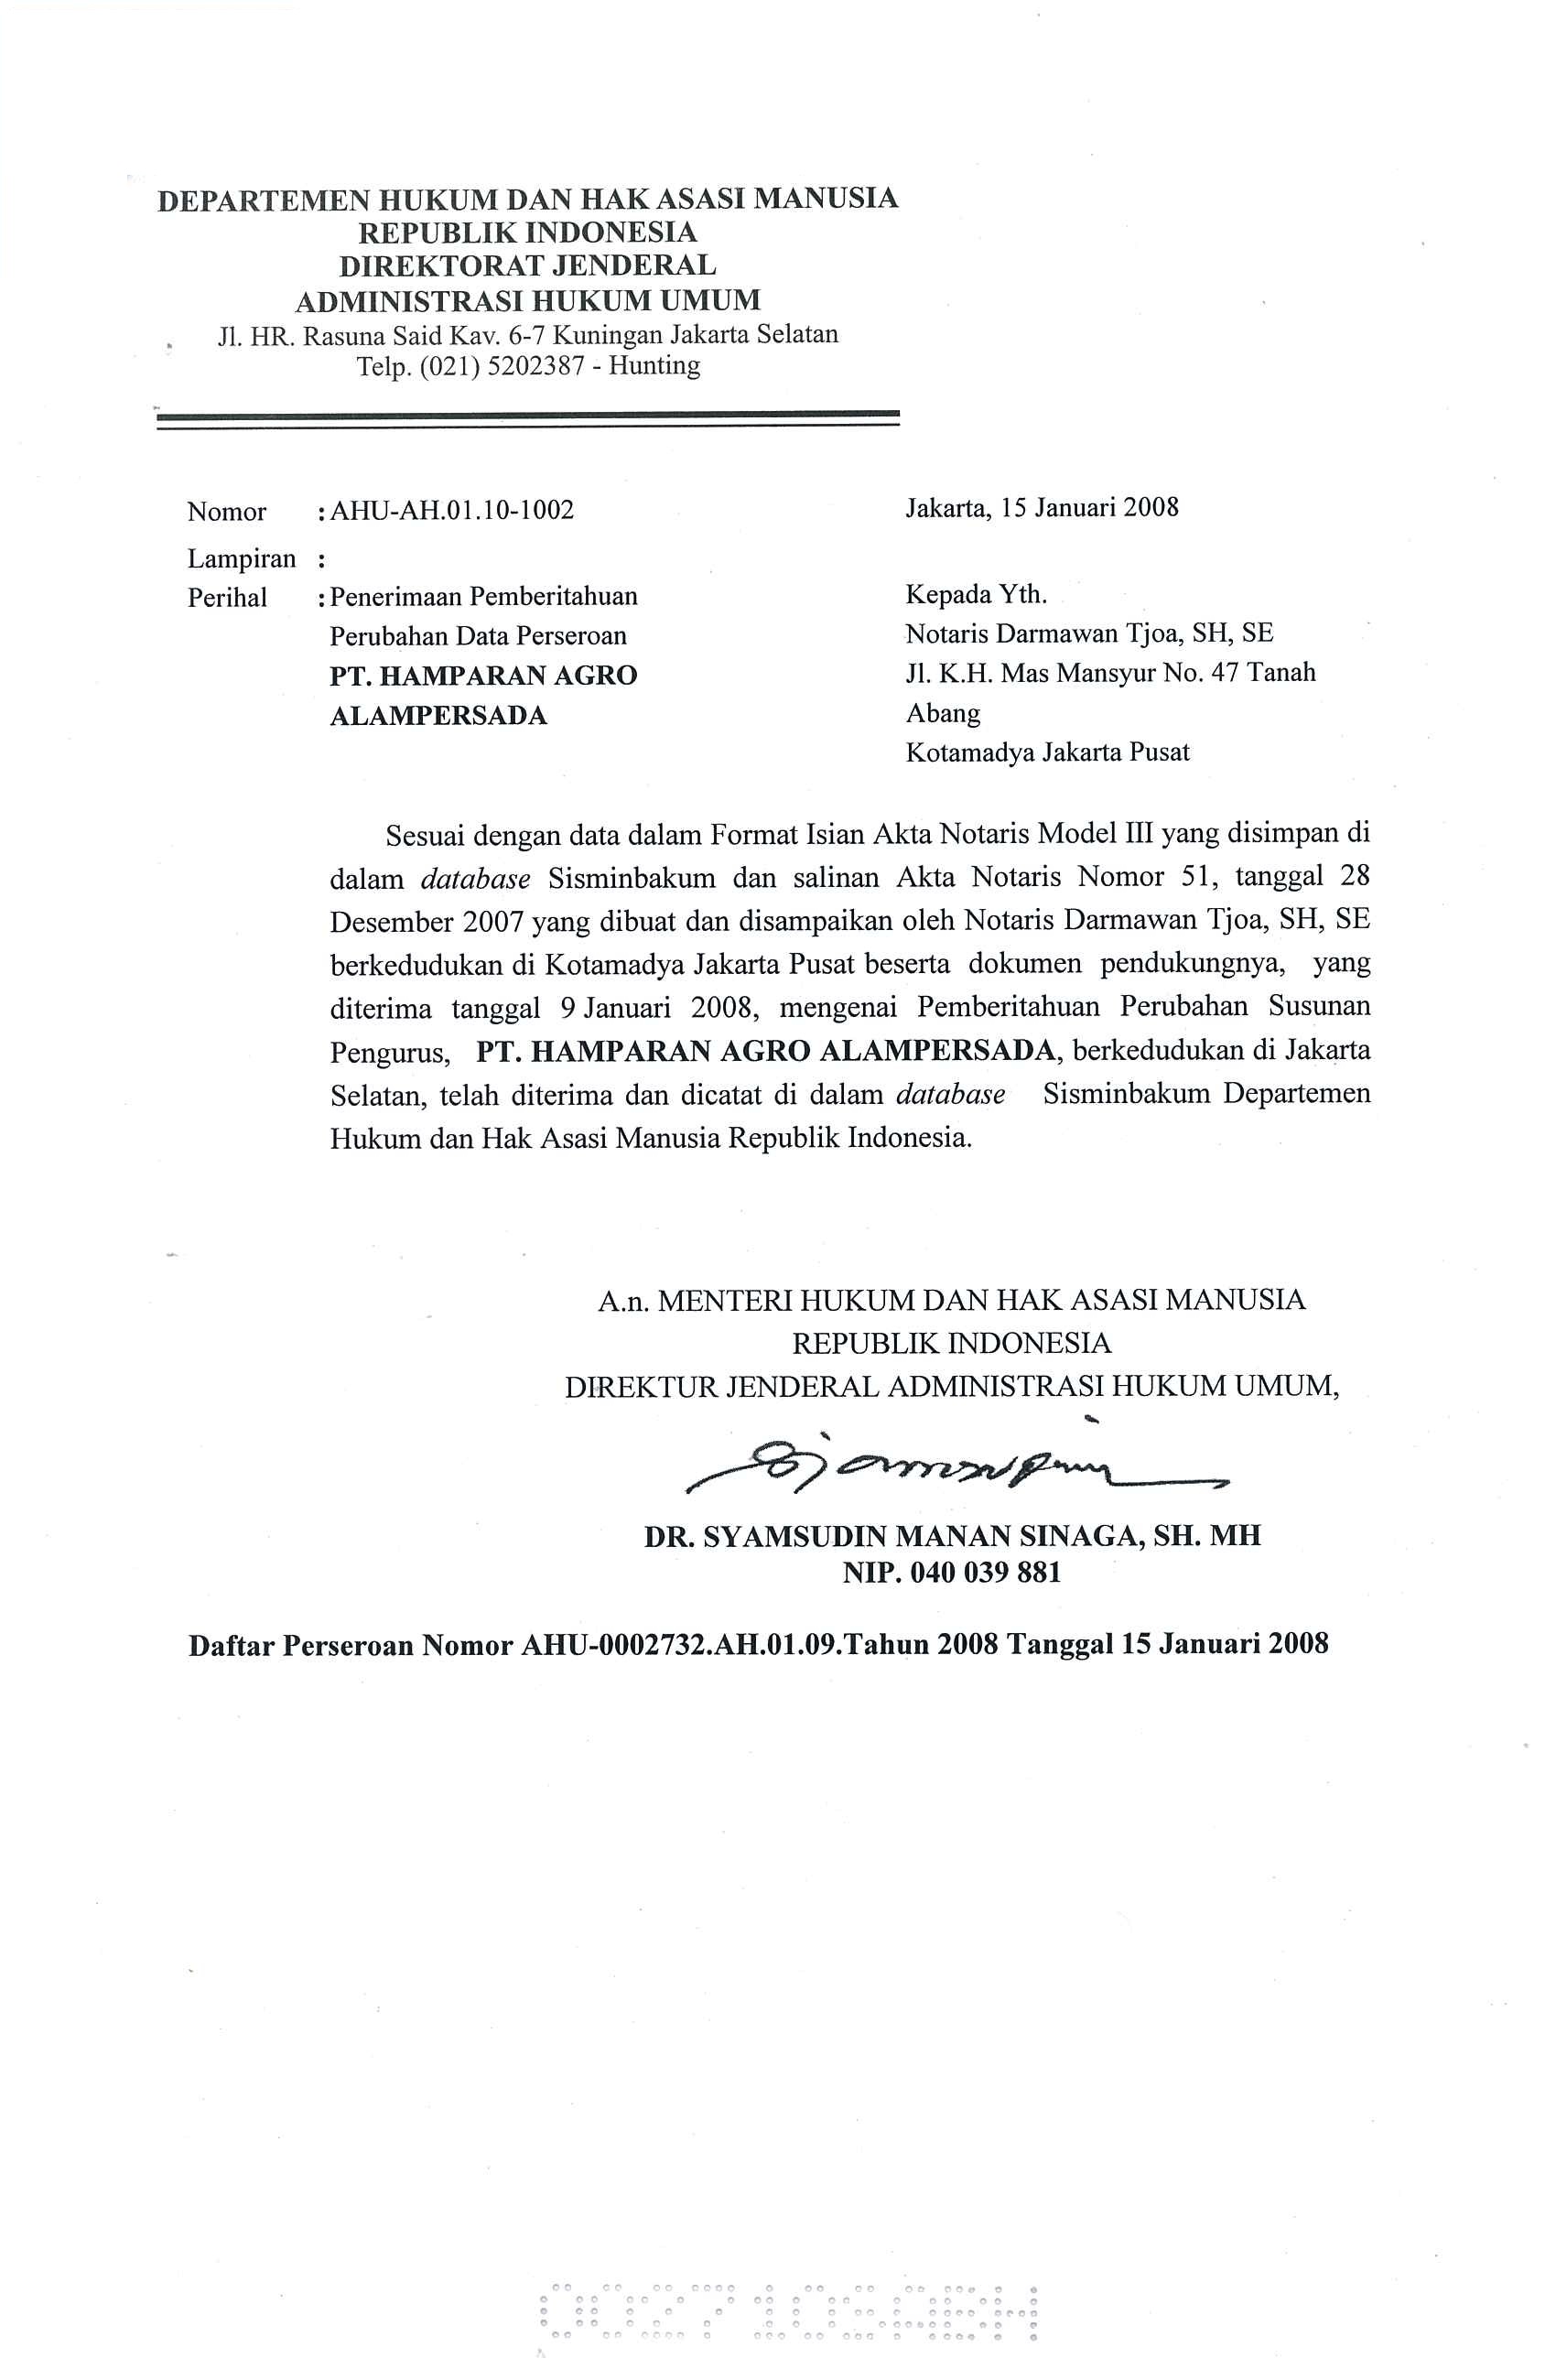 DEPARTEMEN HUKUM DAN HAK ASASI MANUSIA
REPUBLIK INDONESIA
DIREKTORAT JENDERAL
ADMINISTRASI HUKUM UMUM
Jl. HR. Rasuna Said Kav. 6-7 Kuningan Jakarta Selatan
Telp. (021) 5202387 - Hunting
Nomor : AHU-AH.01.10-1002
Lampiran :
Perihal : Penerimaan Pemberitahuan
Perubahan Data Perseroan
PT. HAMPARAN AGRO
ALAMPERSADA
Jakarta, 15 Januari 2008
Kepada Yth.
Notaris Darmawan Tjoa, SH, SE
Jl. K.H. Mas Mansyur No. 47 Tanah
Abang
Kotamadya Jakarta Pusat
Sesuai dengan data dalam Format Isian Akta Notaris Model III yang disimpan di
dalam database Sisminbakum dan salinan Akta Notaris Nomor 51, tanggal 28
Desember 2007 yang dibuat dan disampaikan oleh Notaris Darmawan Tjoa, SH, SE
berkedudukan di Kotamadya Jakarta Pusat beserta dokumen pendukungnya, yang
diterima tanggal 9 Januari 2008, mengenai Pemberitahuan Perubahan Susunan
Pengurus, PT. HAMPARAN AGRO ALAMPERSADA, berkedudukan di Jakarta
Selatan, telah diterima dan dicatat di dalam database Sisminbakum Departemen
Hukum dan Hak Asasi Manusia Republik Indonesia.
A.n. MENTERI HUKUM DAN HAK ASASI MANUSIA
REPUBLIK INDONESIA
DIREKTUR JENDERAL ADMINISTRASI HUKUM UMUM,
DR. SYAMSUDIN MANAN SINAGA, SH. MH
NIP. 040 039 881
Daftar Perseroan Nomor AHU-0002732.AH.01.09.Tahun 2008 Tanggal 15 Januari 2008